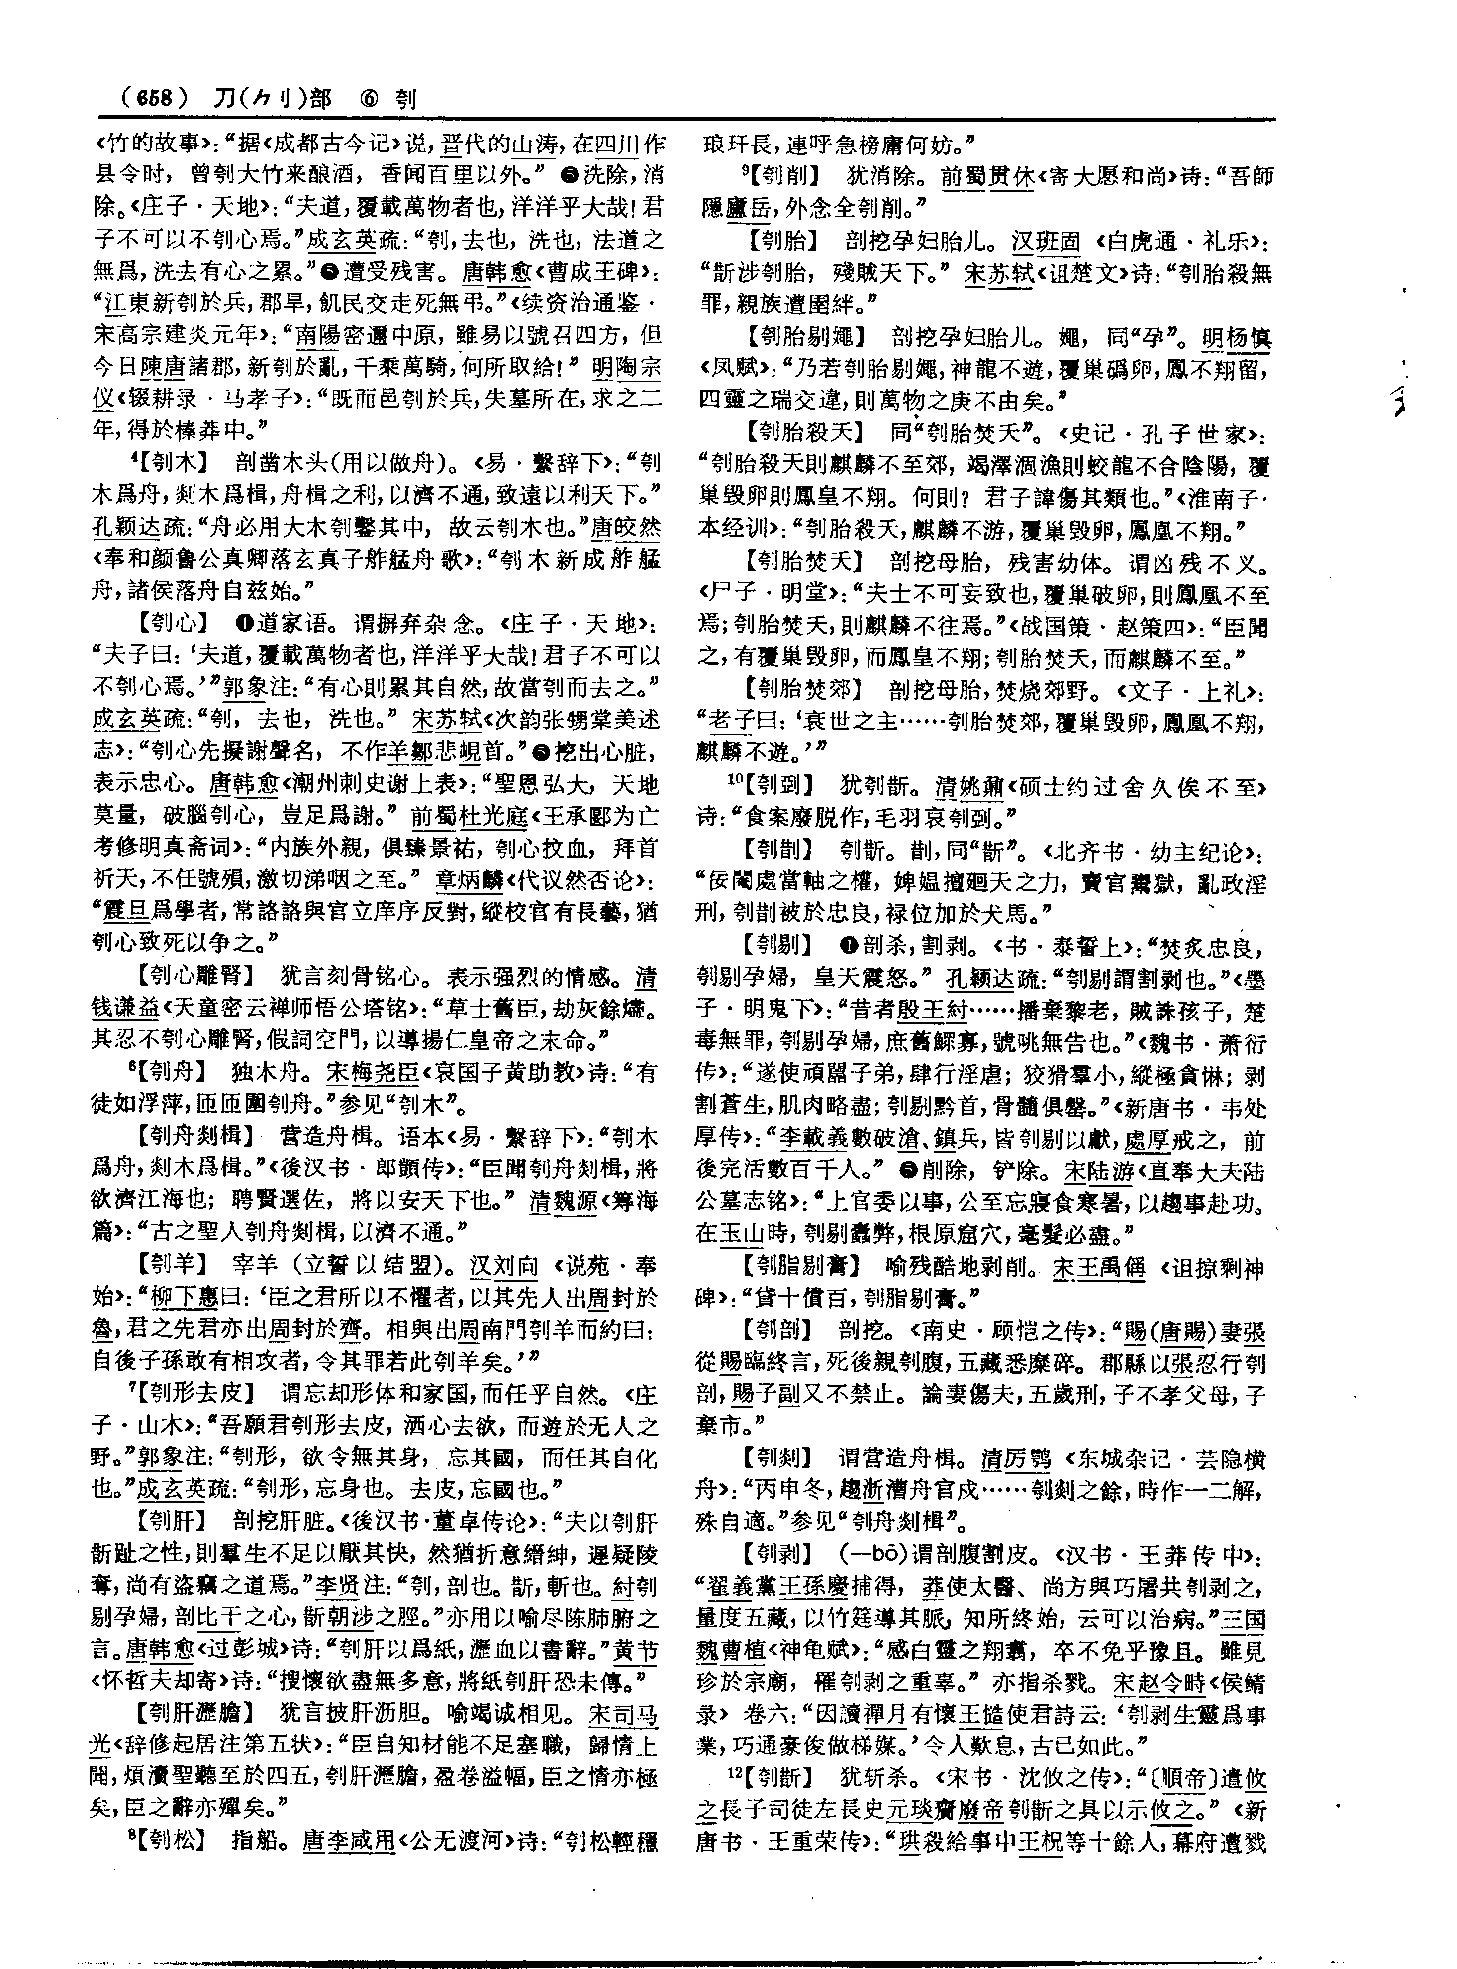 (658) 刀(⺈刂)部 ⑥ 刳
《竹的故事》：“据《成都古今记》说，晋代的山涛，在四川作
县令时，曾刳大竹来酿酒，香闻百里以外。”❺洗除，消
除。《庄子·天地》：“夫道，覆載萬物者也，洋洋乎大哉！君
子不可以不刳心焉。”成玄英疏：“刳，去也，洗也，法道之
無爲，洗去有心之累。”❻遭受残害。唐韩愈《曹成王碑》：
“江東新刳於兵，郡旱，飢民交走死無弔。”《续资治通鉴·
宋高宗建炎元年》：“南陽密邇中原，雖易以號召四方，但
今日陳唐諸郡，新刳於亂，千乘萬騎，何所取給！”明陶宗
仪《辍耕录·马孝子》：“既而邑刳於兵，失墓所在，求之二
年，得於榛莽中。”
4【刳木】 剖凿木头(用以做舟)。《易·繫辞下》：“刳
木爲舟，剡木爲楫，舟楫之利，以濟不通，致遠以利天下。”
孔颖达疏：“舟必用大木刳鑿其中，故云刳木也。”唐皎然
《奉和颜鲁公真卿落玄真子舴艋舟歌》：“刳木新成舴艋
舟，諸侯落舟自兹始。”
【刳心】 ❶道家语。谓摒弃杂念。《庄子·天地》：
“夫子曰：‘夫道，覆載萬物者也，洋洋乎大哉！君子不可以
不刳心焉。’”郭象注：“有心則累其自然，故當刳而去之。”
成玄英疏：“刳，去也，洗也。”宋苏轼《次韵张甥棠美述
志》：“刳心先擬謝聲名，不作羊鄒悲峴首。”❷挖出心脏，
表示忠心。唐韩愈《潮州刺史谢上表》：“聖恩弘大，天地
莫量，破腦刳心，豈足爲謝。”前蜀杜光庭《王承郾为亡
考修明真斋词》：“内族外親，俱臻景祐，刳心抆血，拜首
祈天，不任號殞，激切涕咽之至。”章炳麟《代议然否论》：
“震旦爲學者，常詻詻與官立庠序反對，縱校官有長藝，猶
刳心致死以争之。”
【刳心雕腎】 犹言刻骨铭心。表示强烈的情感。清
钱谦益《天童密云禅师悟公塔铭》：“草士舊臣，劫灰餘燼。
其忍不刳心雕腎，假詞空門，以導揚仁皇帝之末命。”
6【刳舟】 独木舟。宋梅尧臣《哀国子黄助教》诗：“有
徒如浮萍，匝匝圍刳舟。”参见“刳木”。
【刳舟剡楫】 营造舟楫。语本《易·繫辞下》：“刳木
爲舟，剡木爲楫。”《後汉书·郎顗传》：“臣聞刳舟剡楫，將
欲濟江海也；聘賢選佐，將以安天下也。”清魏源《筹海
篇》：“古之聖人刳舟剡楫，以濟不通。”
【刳羊】 宰羊(立誓以结盟)。汉刘向《说苑·奉
始》：“柳下惠曰：‘臣之君所以不懼者，以其先人出周封於
魯，君之先君亦出周封於齊。相與出周南門刳羊而約曰：
自後子孫敢有相攻者，令其罪若此刳羊矣。’”
7【刳形去皮】 谓忘却形体和家国，而任乎自然。《庄
子·山木》：“吾願君刳形去皮，洒心去欲，而遊於无人之
野。”郭象注：“刳形，欲令無其身，忘其國，而任其自化
也。”成玄英疏：“刳形，忘身也。去皮，忘國也。”
【刳肝】 剖挖肝脏。《後汉书·董卓传论》：“夫以刳肝
斮趾之性，則羣生不足以厭其快，然猶折意縉紳，遲疑陵
奪，尚有盗竊之道焉。”李贤注：“刳，剖也。斮，斬也。紂刳
剔孕婦，剖比干之心，斮朝涉之脛。”亦用以喻尽陈肺腑之
言。唐韩愈《过彭城》诗：“刳肝以爲紙，瀝血以書辭。”黄节
《怀哲夫却寄》诗：“搜懷欲盡無多意，將紙刳肝恐未傳。”
【刳肝瀝膽】 犹言披肝沥胆。喻竭诚相见。宋司马
光《辞修起居注第五状》：“臣自知材能不足塞職，歸情上
聞，煩瀆聖聽至於四五，刳肝瀝膽，盈卷溢幅，臣之情亦極
矣，臣之辭亦殫矣。”
8【刳松】 指船。唐李咸用《公无渡河》诗：“刳松輕穩
琅玕長，連呼急榜庸何妨。”
9【刳削】 犹消除。前蜀贯休《寄大愿和尚》诗：“吾師
隱廬岳，外念全刳削。”
【刳胎】 剖挖孕妇胎儿。汉班固《白虎通·礼乐》：
“斮涉刳胎，殘賊天下。”宋苏轼《诅楚文》诗：“刳胎殺無
罪，親族遭圉絆。”
【刳胎剔孕】 剖挖孕妇胎儿。㛹，同“孕”。明杨慎
《凤赋》：“乃若刳胎剔㛹，神龍不遊，覆巢碢卵，鳳不翔留，
四靈之瑞交違，則萬物之庚不由矣。”
【刳胎殺夭】 同“刳胎焚夭”。《史记·孔子世家》：
“刳胎殺夭則麒麟不至郊，竭澤涸漁則蛟龍不合陰陽，覆
巢毁卵則鳳皇不翔。何則？君子諱傷其類也。”《淮南子·
本经训》：“刳胎殺夭，麒麟不游，覆巢毁卵，鳳凰不翔。”
【刳胎焚夭】 剖挖母胎，残害幼体。谓凶残不义。
《尸子·明堂》：“夫士不可妄致也，覆巢破卵，則鳳凰不至
焉；刳胎焚夭，則麒麟不往焉。”《战国策·赵策四》：“臣聞
之，有覆巢毁卵，而鳳皇不翔；刳胎焚夭，而麒麟不至。”
【刳胎焚郊】 剖挖母胎，焚烧郊野。《文子·上礼》：
“老子曰：‘衰世之主……刳胎焚郊，覆巢毁卵，鳳凰不翔，
麒麟不遊。’”
10【刳剄】 犹刳斮。清姚鼐《硕士约过舍久俟不至》
诗：“食案廢脱作，毛羽哀刳剄。”
【刳剒】 刳斮。剒，同“斮”。《北齐书·幼主纪论》：
“佞閹處當軸之權，婢媪擅廻天之力，賣官鬻獄，亂政淫
刑，刳剒被於忠良，禄位加於犬馬。”
【刳剔】 ❶剖杀，割剥。《书·泰誓上》：“焚炙忠良，
刳剔孕婦，皇天震怒。”孔颖达疏：“刳剔謂割剥也。”《墨
子·明鬼下》：“昔者殷王紂……播棄黎老，賊誅孩子，楚
毒無罪，刳剔孕婦，庶舊鰥寡，號咷無告也。”《魏书·萧衍
传》：“遂使頑嚚子弟，肆行淫虐；狡猾羣小，縱極貪惏；剥
割蒼生，肌肉略盡；刳剔黔首，骨髓俱罄。”《新唐书·韦处
厚传》：“李載義數破滄、鎮兵，皆刳剔以獻，處厚戒之，前
後完活數百千人。”❷削除，铲除。宋陆游《直奉大夫陆
公墓志铭》：“上官委以事，公至忘寢食寒暑，以趨事赴功。
在玉山時，刳剔蠹弊，根原窟穴，毫髮必盡。”
【刳脂剔膏】 喻残酷地剥削。宋王禹偁《诅掠剩神
碑》：“貸十償百，刳脂剔膏。”
【刳剖】 剖挖。《南史·顾恺之传》：“賜(唐賜)妻張
從賜臨終言，死後親刳腹，五藏悉糜碎。郡縣以張忍行刳
剖，賜子副又不禁止。論妻傷夫，五歲刑，子不孝父母，子
棄市。”
【刳剡】 谓营造舟楫。清厉鹗《东城杂记·芸隐横
舟》：“丙申冬，趨浙漕舟官戍……刳剡之餘，時作一二解，
殊自適。”参见“刳舟剡楫”。
【刳剥】 (—bō)谓剖腹割皮。《汉书·王莽传中》：
“翟義黨王孫慶捕得，莽使太醫、尚方與巧屠共刳剥之，
量度五藏，以竹筳導其脈，知所終始，云可以治病。”三国
魏曹植《神龟赋》：“感白靈之翔翥，卒不免乎豫且。雖見
珍於宗廟，罹刳剥之重辜。”亦指杀戮。宋赵令畤《侯鲭
录》卷六：“因讀禪月有懷王慥使君詩云：‘刳剥生靈爲事
業，巧通豪俊做梯媒。’令人歎息，古已如此。”
12【刳斮】 犹斩杀。《宋书·沈攸之传》：“〔順帝〕遣攸
之長子司徒左長史元琰齎廢帝刳斮之具以示攸之。”《新
唐书·王重荣传》：“珙殺給事中王柷等十餘人，幕府遭戮